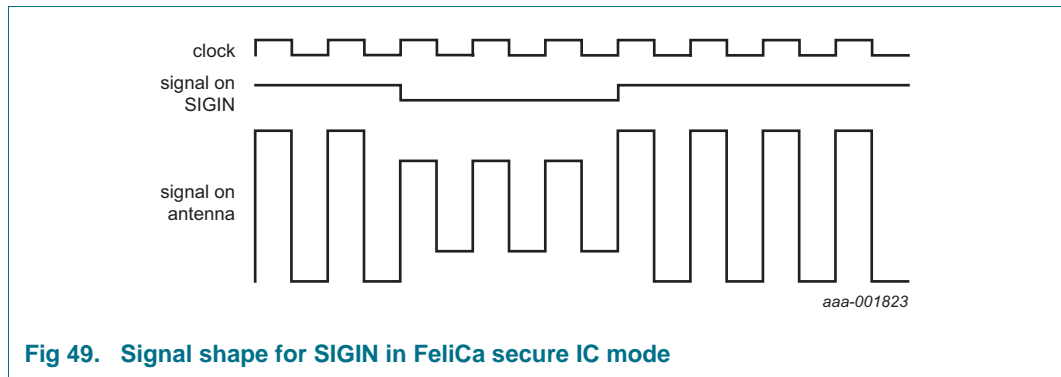 clock
signal on
SIGIN
signal on
antenna
aaa-001823
Fig 49. Signal shape for SIGIN in FeliCa secure IC mode